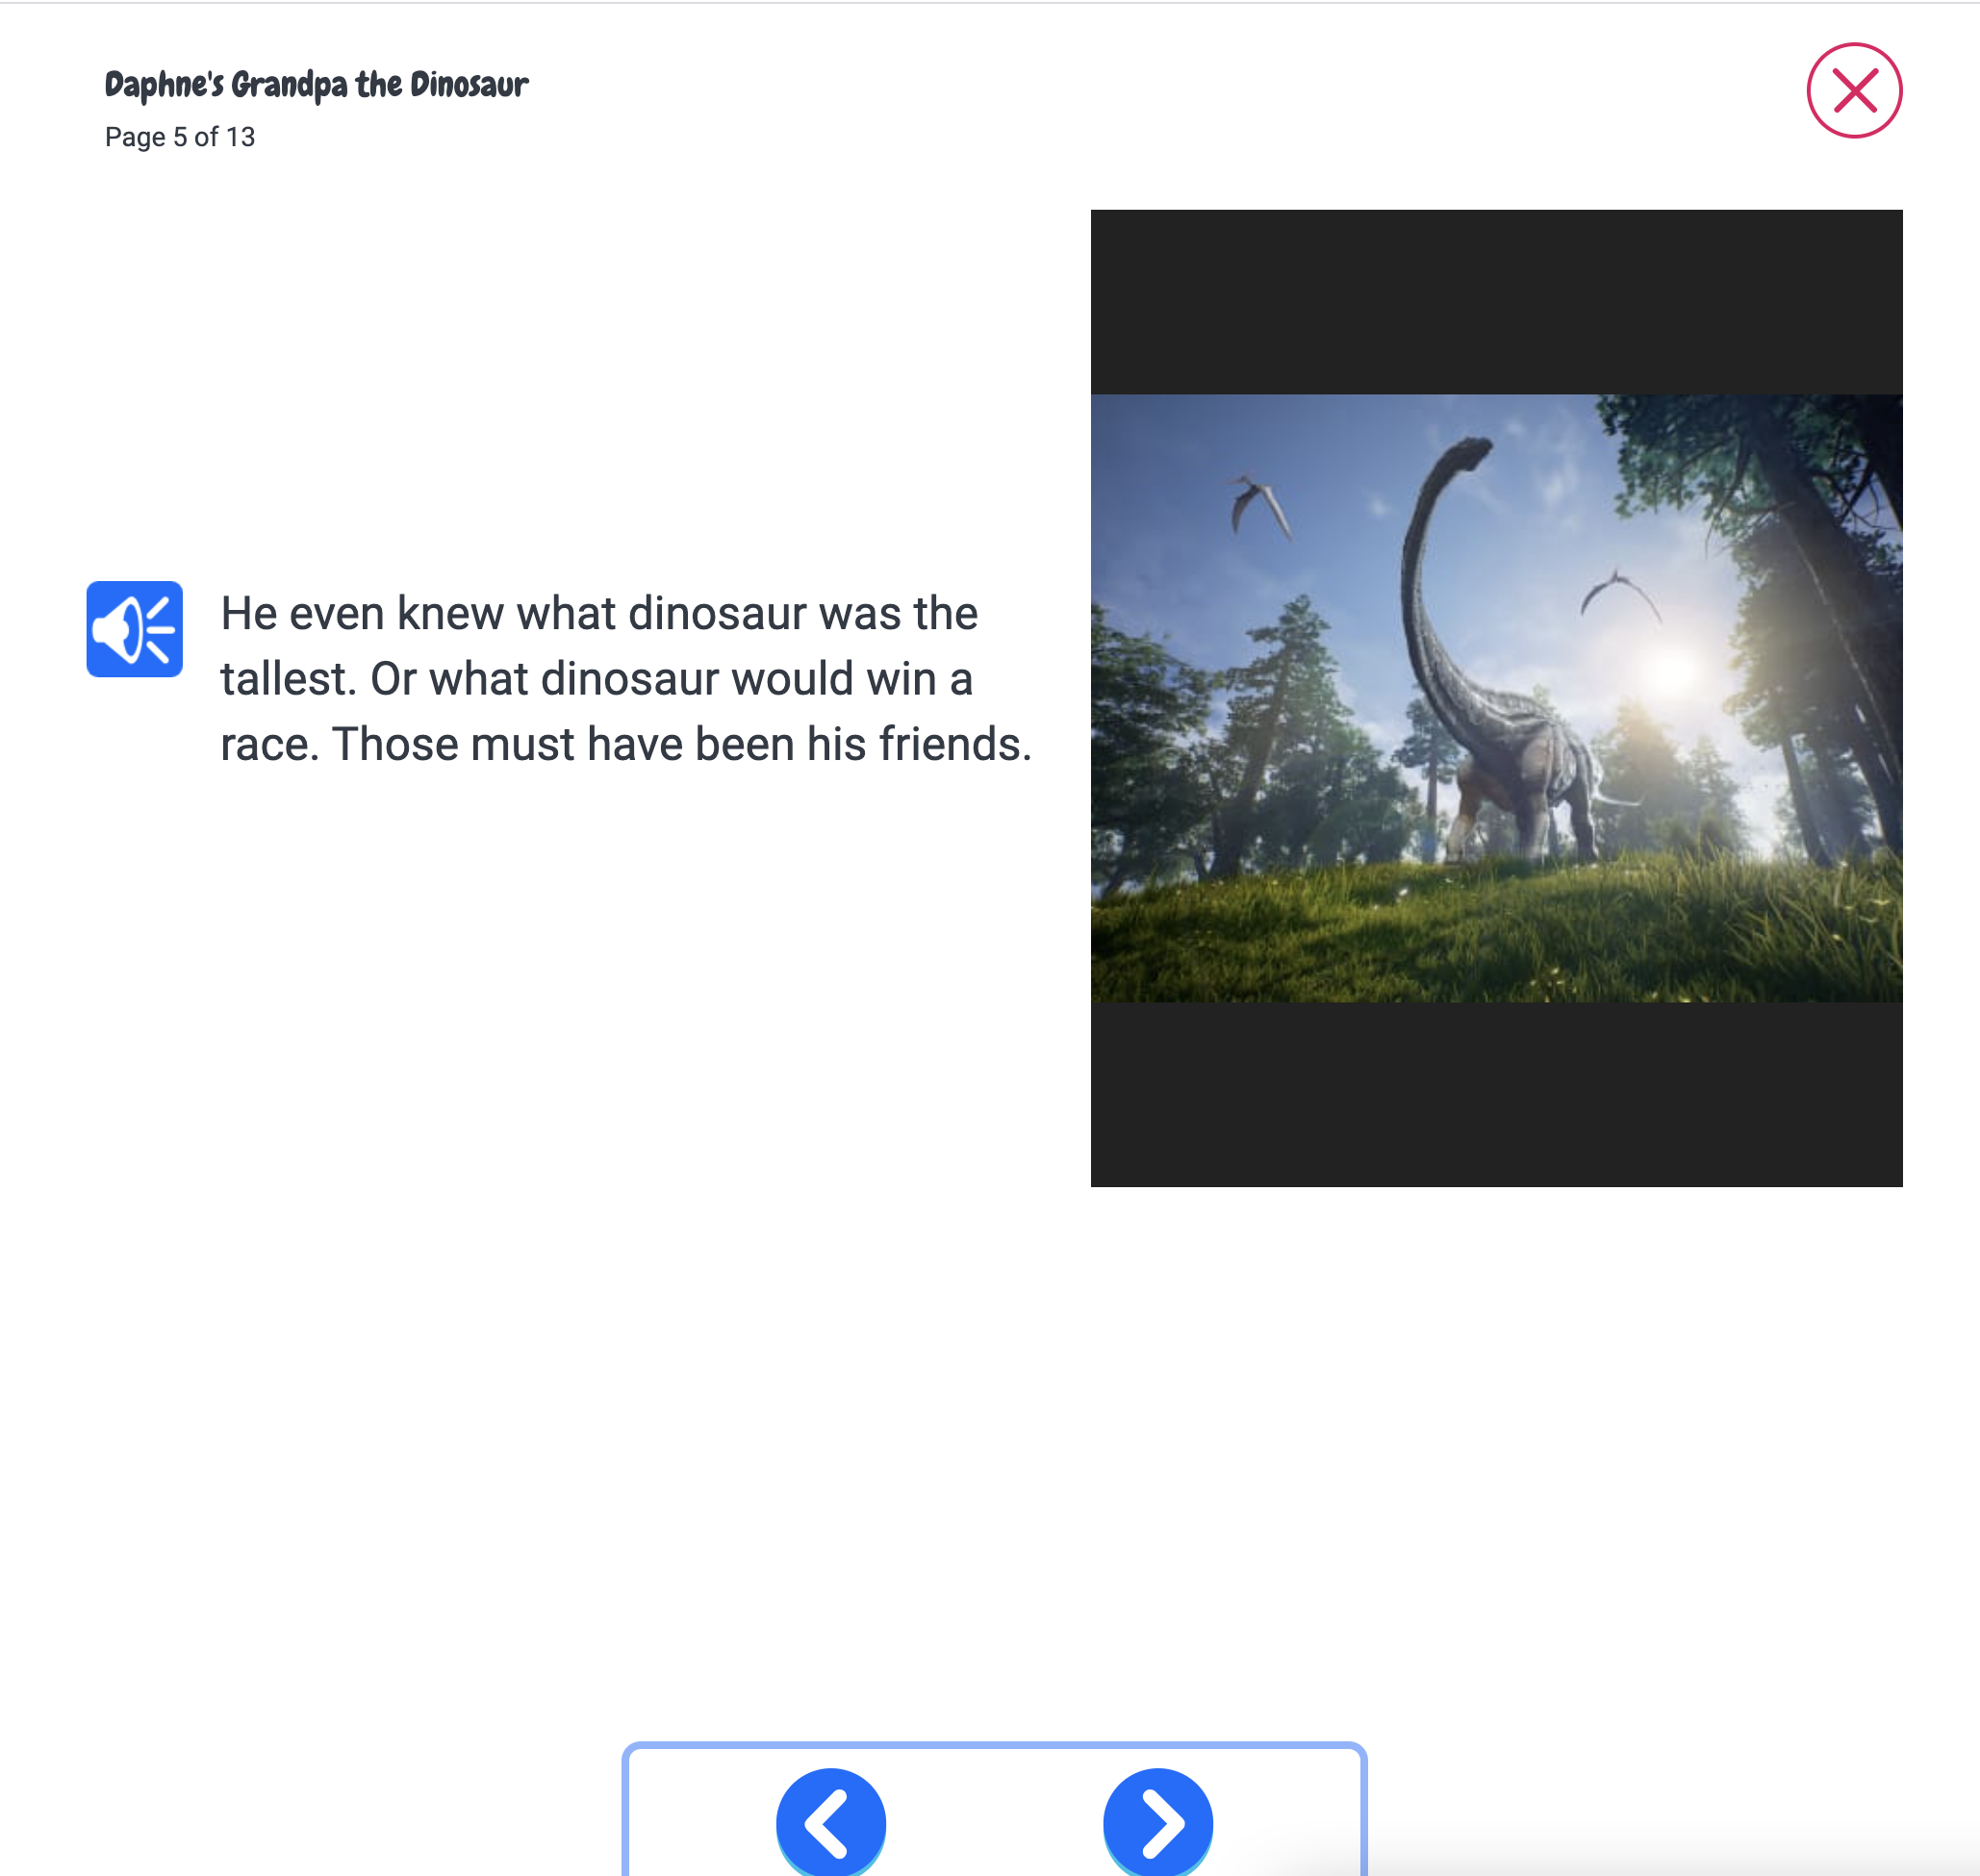 Daphne's Grandpa the Dinosaur
Page 5 of 13
He even knew what dinosaur was the
tallest. Or what dinosaur would win a
race. Those must have been his friends.